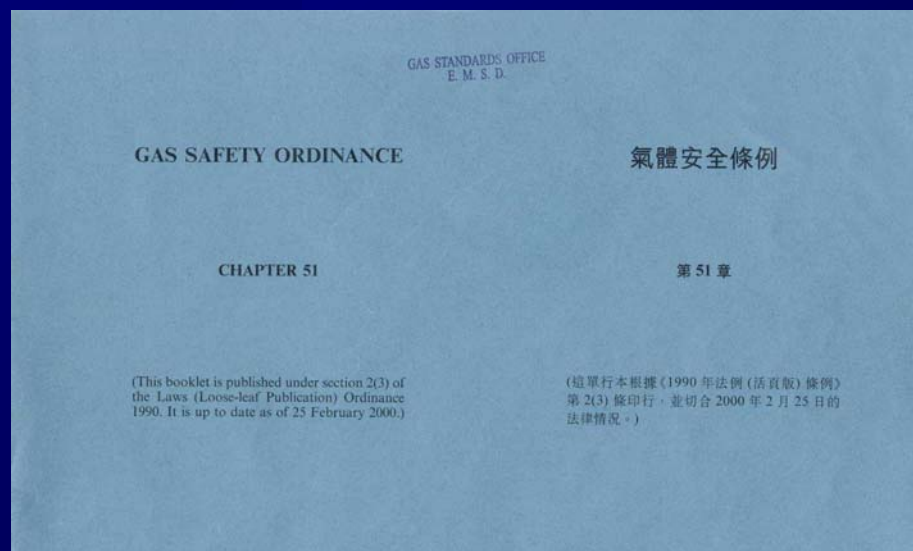 GAS STANDARDS OFFICE
E. M. S. D.
GAS SAFETY ORDINANCE
CHAPTER 51
(This booklet is published under section 2(3) of
the Laws (Loose-leaf Publication) Ordinance
1990. It is up to date as of 25 February 2000.)
氣體安全條例
第 51 章
(這單行本根據《1990 年法例 (活頁版) 條例》
第 2(3) 條印行，並切合 2000 年 2 月 25 日的
法律情況。)